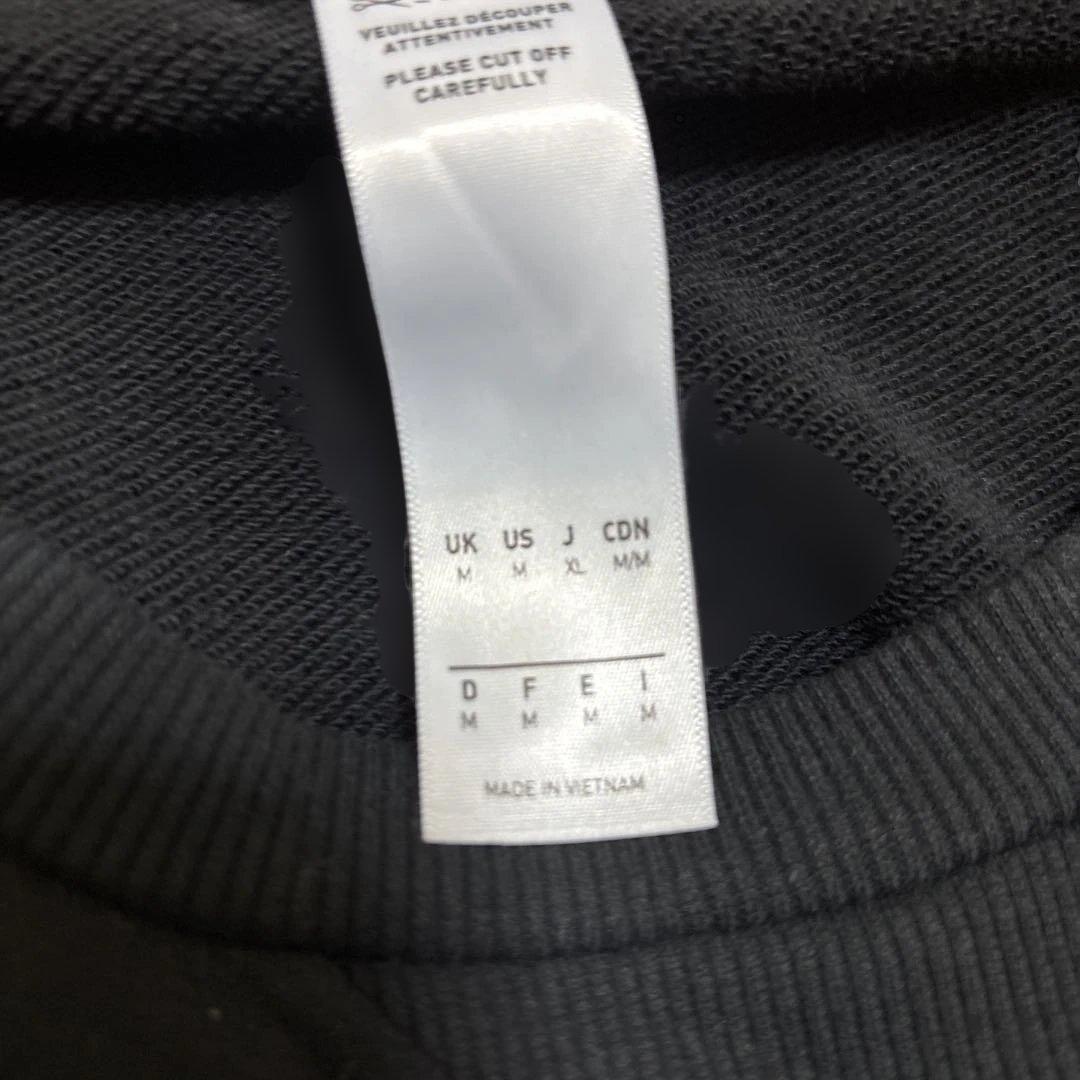 VEUILLEZ DÉCOUPER
ATTENTIVEMENT
PLEASE CUT OFF
CAREFULLY
UK US J CDN
M M XL M/M
D F E I
M M M M
MADE IN VIETNAM